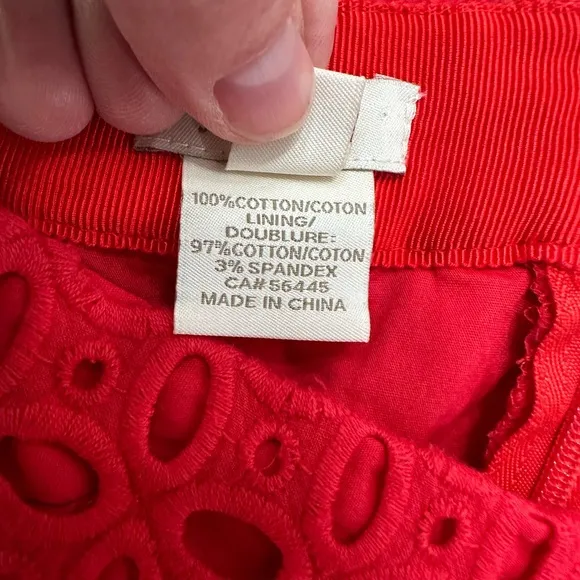 100%COTTON/COTON
LINING/
DOUBLURE:
97%COTTON/COTON
3% SPANDEX
CA# 56445
MADE IN CHINA